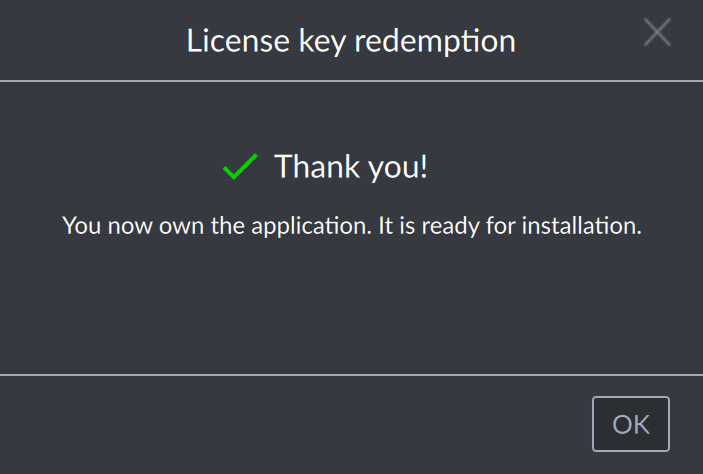 License key redemption
Thank you!
You now own the application. It is ready for installation.
OK